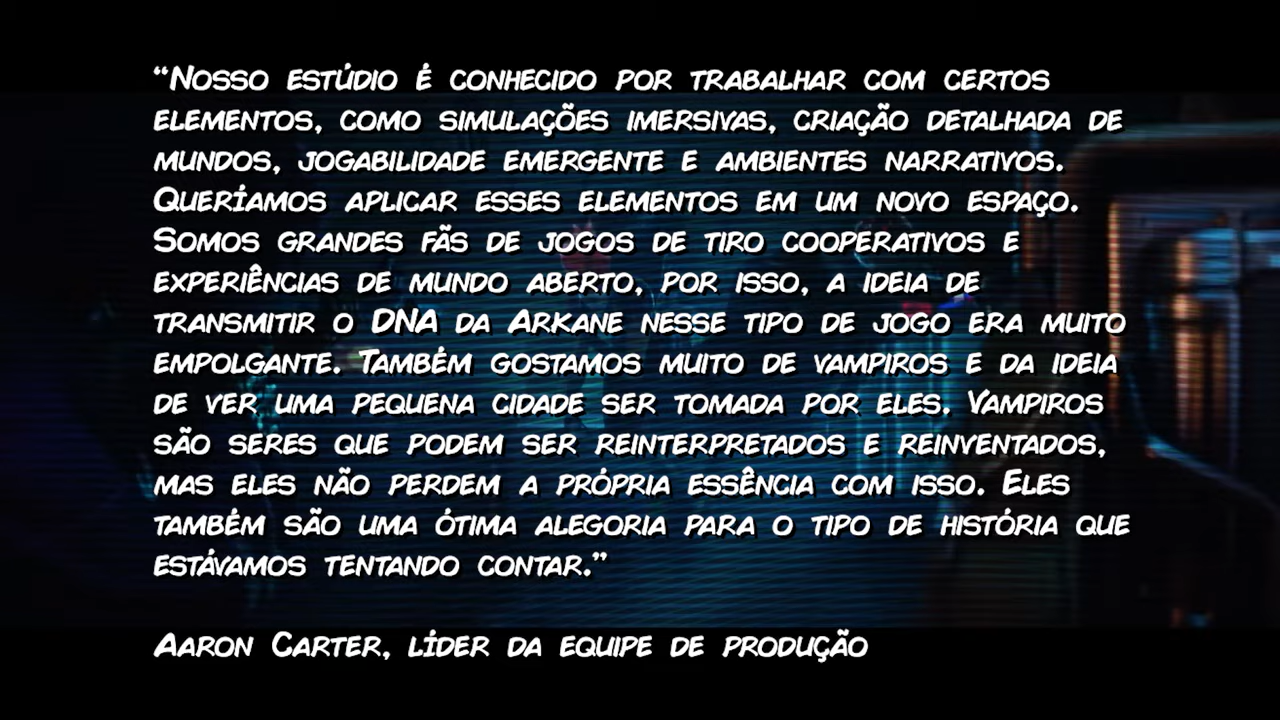 “Nosso estúdio é conhecido por trabalhar com certos
elementos, como simulações imersivas, criação detalhada de
mundos, jogabilidade emergente e ambientes narrativos.
Queríamos aplicar esses elementos em um novo espaço.
Somos grandes fãs de jogos de tiro cooperativos e
experiências de mundo aberto, por isso, a ideia de
transmitir o DNA da Arkane nesse tipo de jogo era muito
empolgante. Também gostamos muito de vampiros e da ideia
de ver uma pequena cidade ser tomada por eles. Vampiros
são seres que podem ser reinterpretados e reinventados,
mas eles não perdem a própria essência com isso. Eles
também são uma ótima alegoria para o tipo de história que
estávamos tentando contar.”
Aaron Carter, líder da equipe de produção